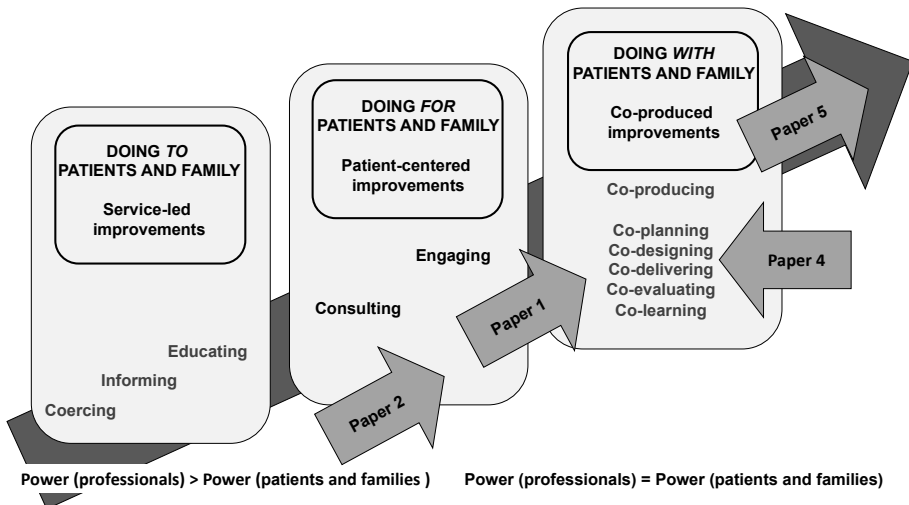 DOING TO
PATIENTS AND FAMILY
Service-led
improvements
Educating
Informing
Coercing
DOING FOR
PATIENTS AND FAMILY
Patient-centered
improvements
Engaging
Consulting
Paper 2
Paper 1
DOING WITH
PATIENTS AND FAMILY
Co-produced
improvements
Paper 5
Co-producing
Co-planning
Co-designing
Co-delivering
Co-evaluating
Co-learning
Paper 4
Power (professionals) > Power (patients and families )
Power (professionals) = Power (patients and families)